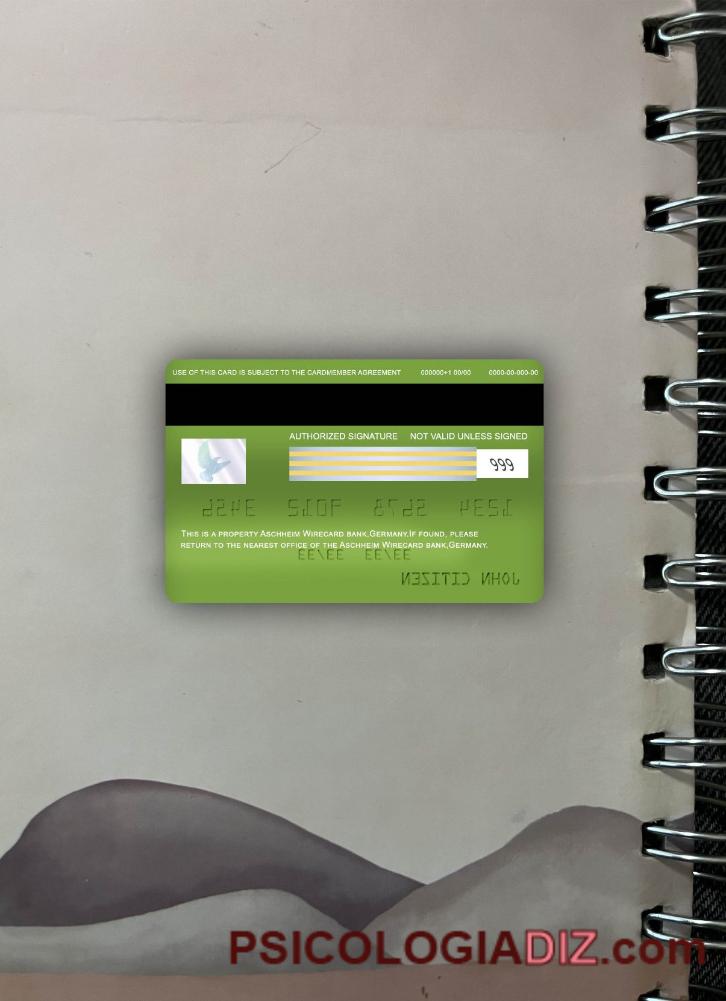 USE OF THIS CARD IS SUBJECT TO THE CARDMEMBER AGREEMENT 000000+1 00/00 0000-00-000-00
AUTHORIZED SIGNATURE NOT VALID UNLESS SIGNED
999
THIS IS A PROPERTY ASCHHEIM WIRECARD BANK,GERMANY.IF FOUND, PLEASE
RETURN TO THE NEAREST OFFICE OF THE ASCHHEIM WIRECARD BANK,GERMANY.
JOHN CITIZEN
PSICOLOGIADIZ.com